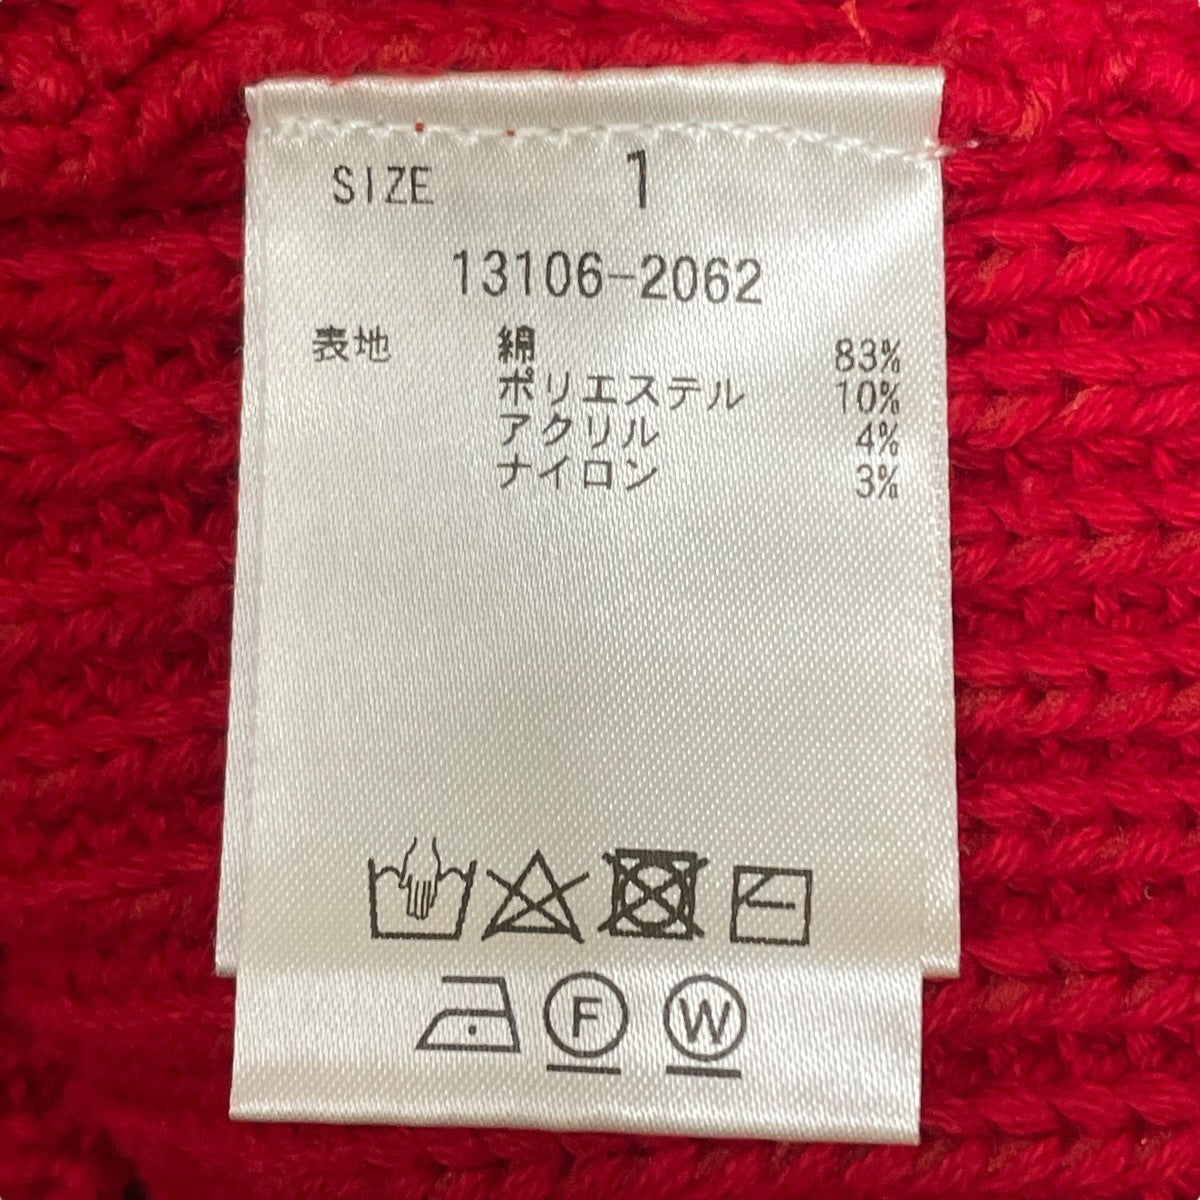 SIZE 1
13106-2062
表地 綿 83%
ポリエステル 10%
アクリル 4%
ナイロン 3%
F W